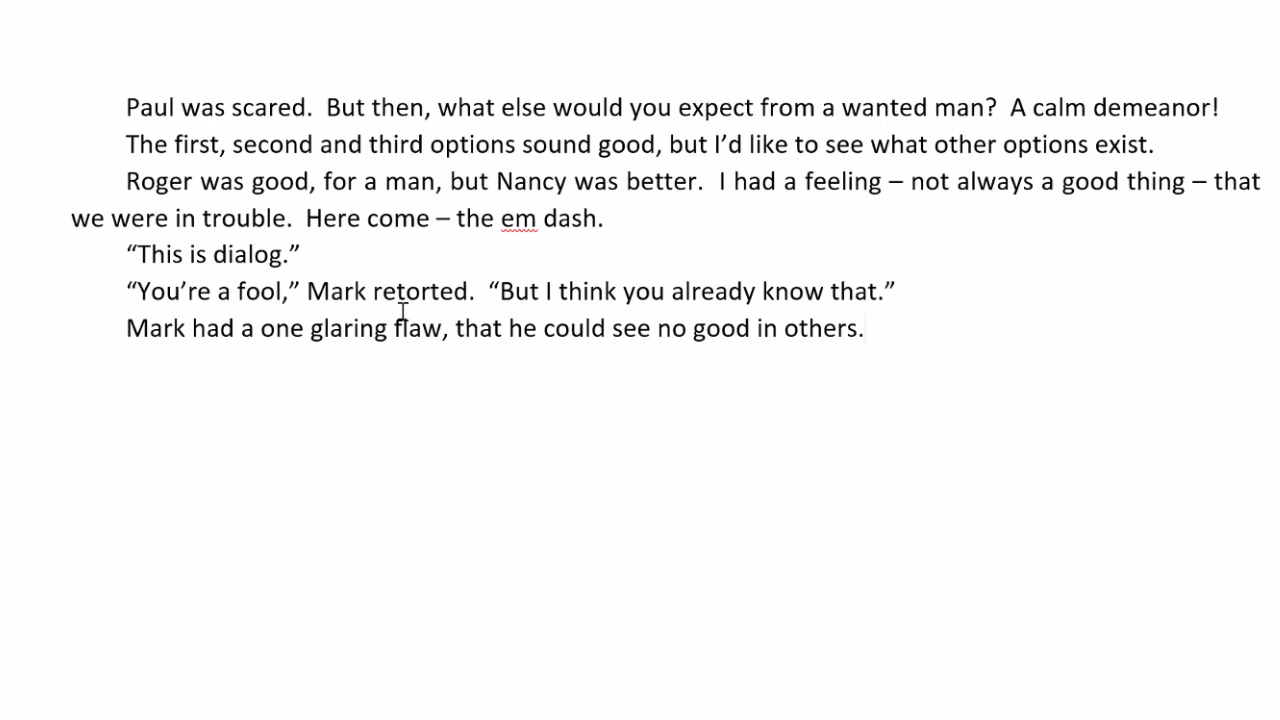 Paul was scared.  But then, what else would you expect from a wanted man?  A calm demeanor!
The first, second and third options sound good, but I’d like to see what other options exist.
Roger was good, for a man, but Nancy was better.  I had a feeling – not always a good thing – that
we were in trouble.  Here come – the em dash.
“This is dialog.”
“You’re a fool,” Mark retorted.  “But I think you already know that.”
Mark had a one glaring flaw, that he could see no good in others.